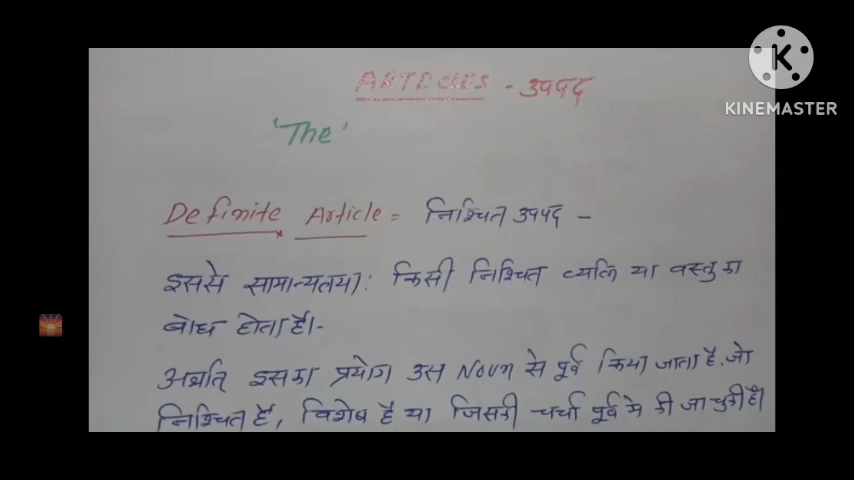 ARTICLES - उपपद
KINEMASTER
'The'
Definite Article = निश्चित उपपद -
इससे सामान्यतया: किसी निश्चित व्यक्ति या वस्तु का
बोध होता है।-
अर्थात् इसका प्रयोग उस Noun से पूर्व किया जाता है, जो
निश्चित है, विशेष है या जिसकी चर्चा पूर्व मे की जा चुकी है।